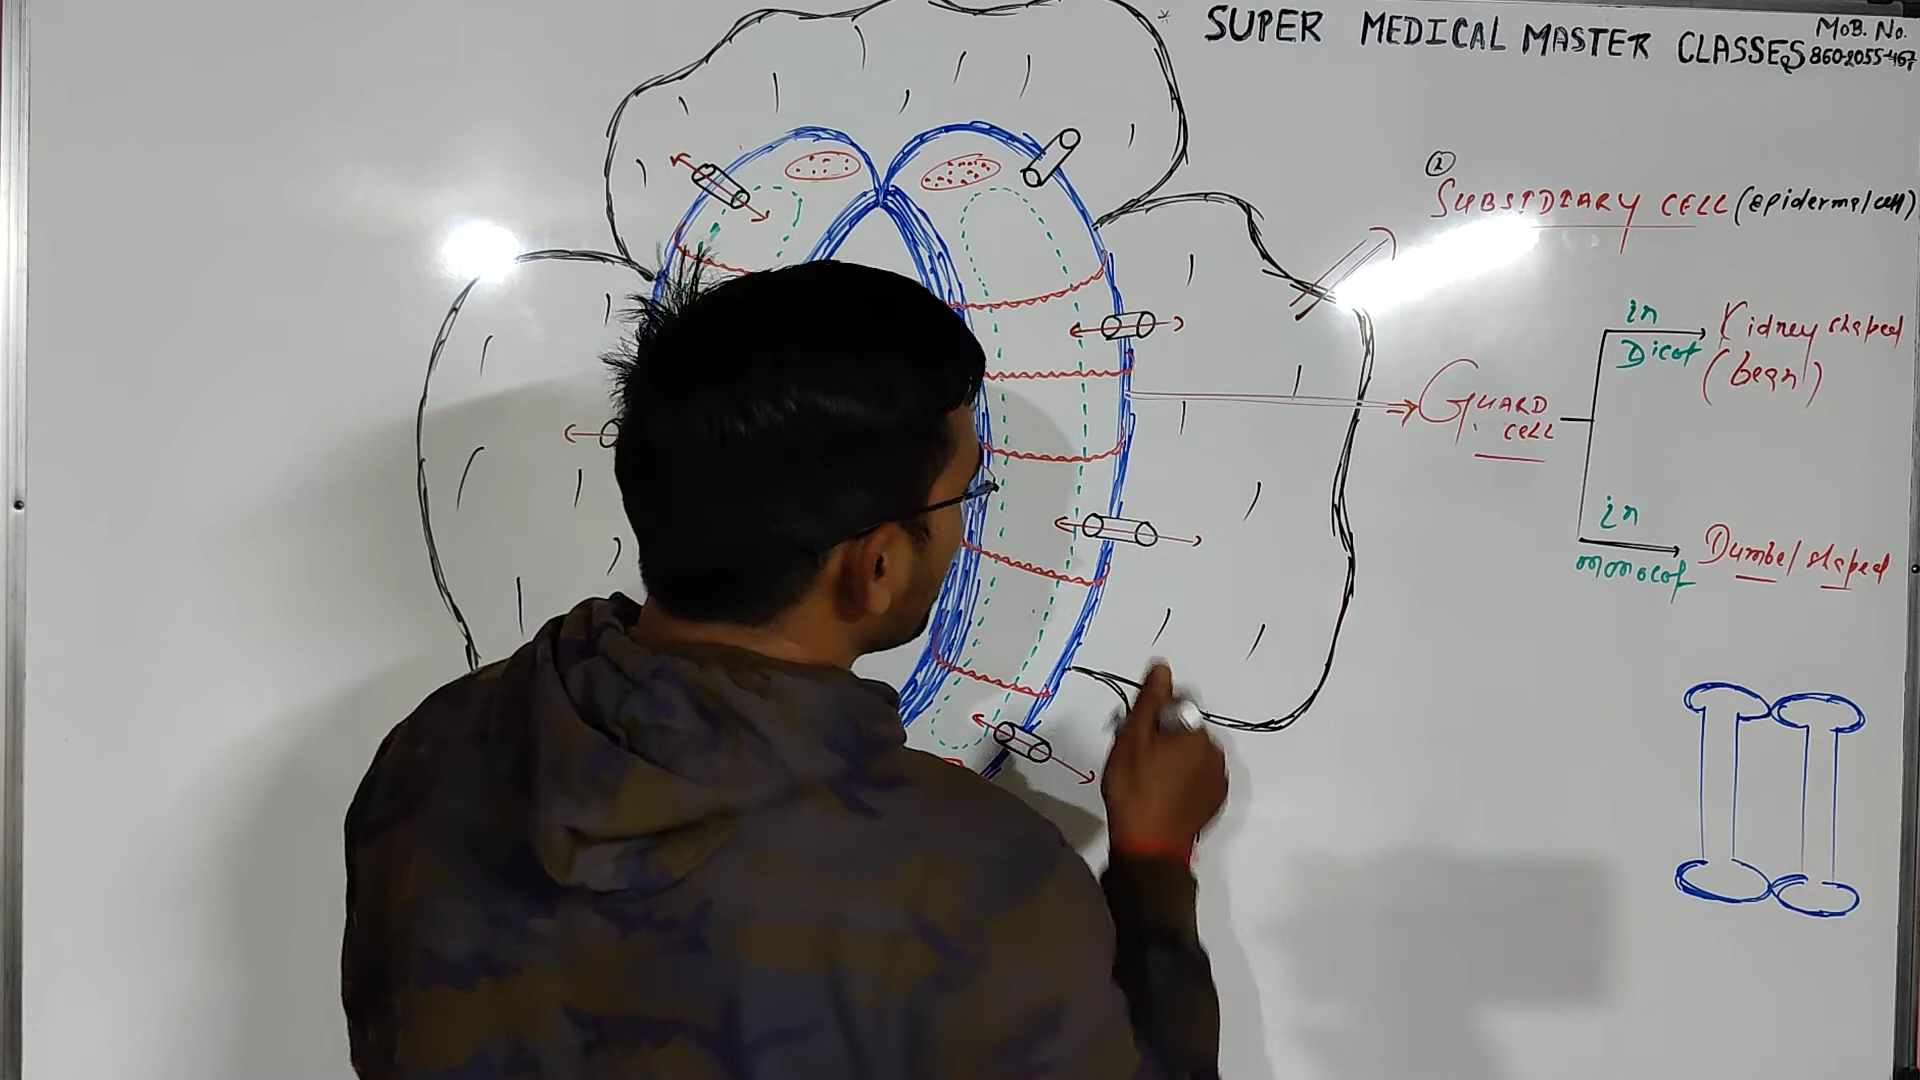 SUPER MEDICAL MASTER CLASSES
MOB. No.
860-2055-467
2
SUBSIDIARY CELL (epidermal cell)
in
Dicot
Kidney shaped
(bean)
GUARD
CELL
in
monocot
Dumbel shaped